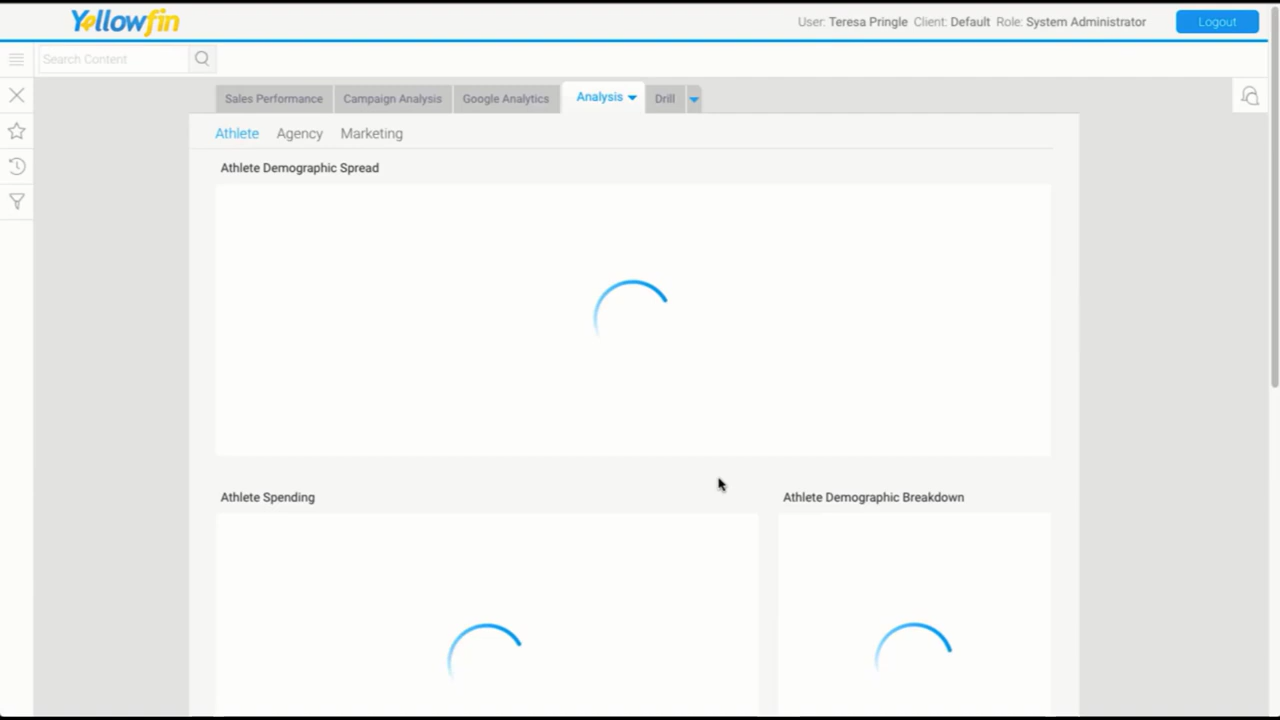 Yellowfin
User: Teresa Pringle Client: Default Role: System Administrator
Logout
Search Content
Sales Performance
Campaign Analysis
Google Analytics
Analysis
Drill
Athlete
Agency
Marketing
Athlete Demographic Spread
Athlete Spending
Athlete Demographic Breakdown